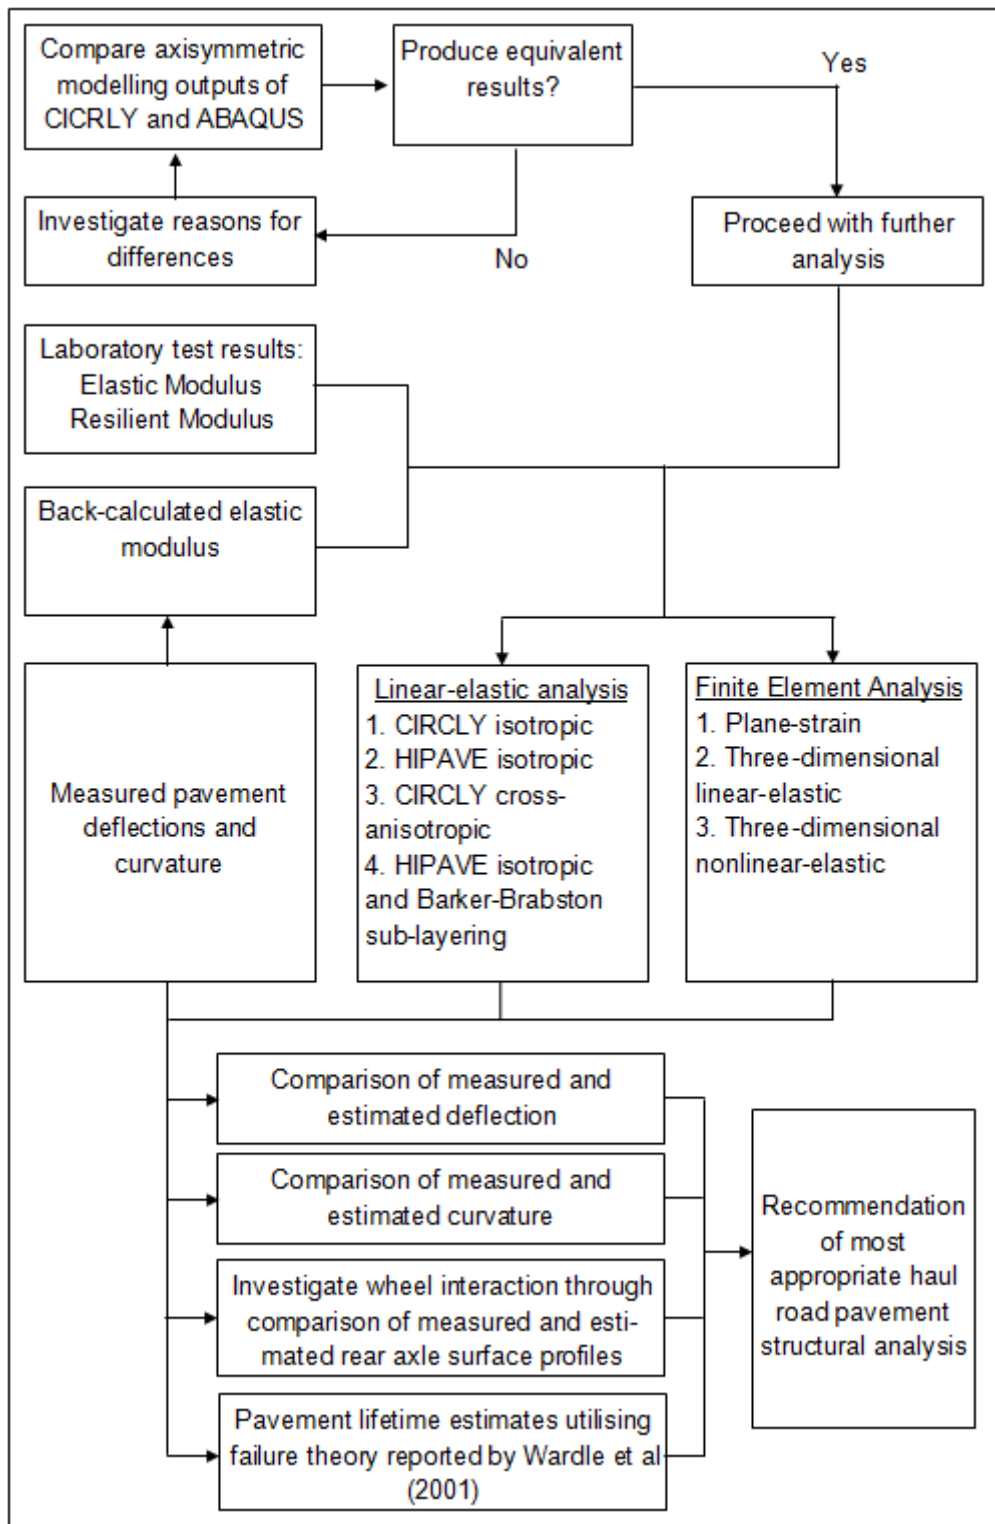 Compare axisymmetric
modelling outputs of
CICRLY and ABAQUS
Produce equivalent
results?
Yes
Investigate reasons for
differences
No
Proceed with further
analysis
Laboratory test results:
Elastic Modulus
Resilient Modulus
Back-calculated elastic
modulus
Measured pavement
deflections and
curvature
Linear-elastic analysis
1. CIRCLY isotropic
2. HIPAVE isotropic
3. CIRCLY cross-
anisotropic
4. HIPAVE isotropic
and Barker-Brabston
sub-layering
Finite Element Analysis
1. Plane-strain
2. Three-dimensional
linear-elastic
3. Three-dimensional
nonlinear-elastic
Comparison of measured and
estimated deflection
Comparison of measured and
estimated curvature
Investigate wheel interaction through
comparison of measured and esti-
mated rear axle surface profiles
Pavement lifetime estimates utilising
failure theory reported by Wardle et al
(2001)
Recommendation
of most
appropriate haul
road pavement
structural analysis